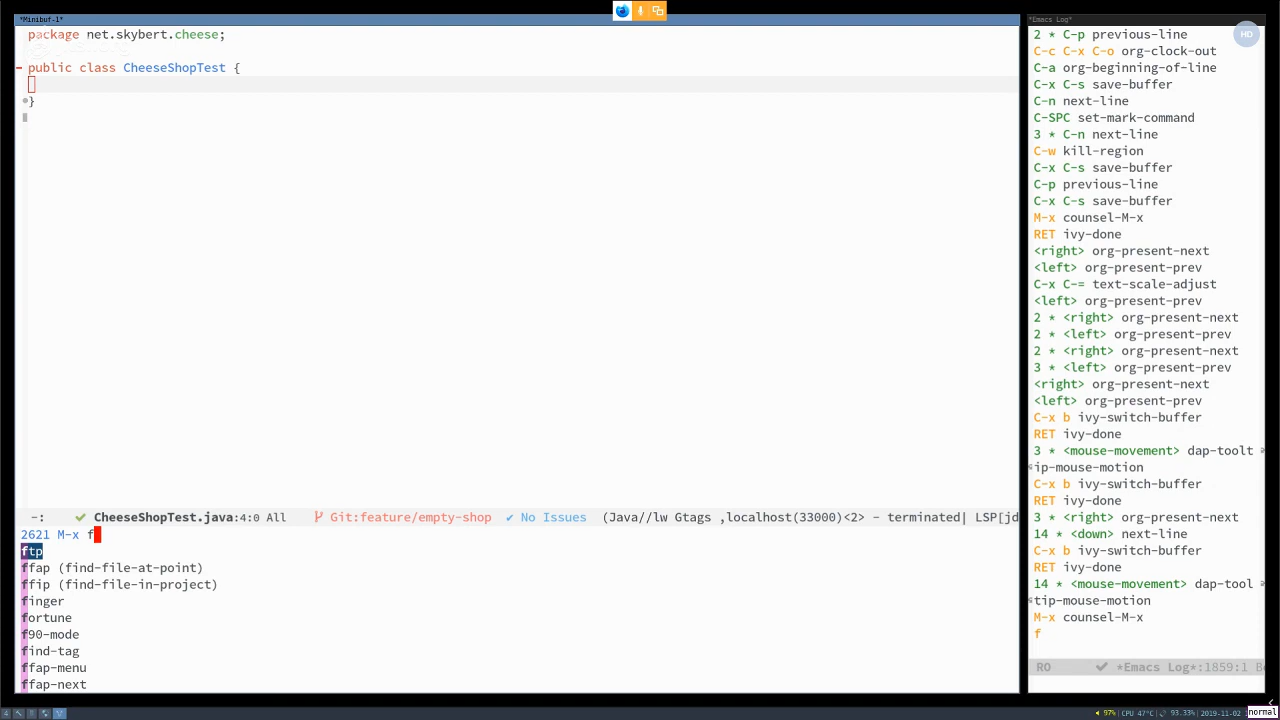 *Minibuf-1*
package net.skybert.cheese;
public class CheeseShopTest {
}
-: ✔ CheeseShopTest.java:4:0 All Git:feature/empty-shop ✔ No Issues (Java//lw Gtags ,localhost(33000)<2> - terminated| LSP[jd
2621 M-x f
ftp
ffap (find-file-at-point)
ffip (find-file-in-project)
finger
fortune
f90-mode
find-tag
ffap-menu
ffap-next
*Emacs Log*
HD
2 * C-p previous-line
C-c C-x C-o org-clock-out
C-a org-beginning-of-line
C-x C-s save-buffer
C-n next-line
C-SPC set-mark-command
3 * C-n next-line
C-w kill-region
C-x C-s save-buffer
C-p previous-line
C-x C-s save-buffer
M-x counsel-M-x
RET ivy-done
<right> org-present-next
<left> org-present-prev
C-x C-= text-scale-adjust
<left> org-present-prev
2 * <right> org-present-next
2 * <left> org-present-prev
2 * <right> org-present-next
3 * <left> org-present-prev
<right> org-present-next
<left> org-present-prev
C-x b ivy-switch-buffer
RET ivy-done
3 * <mouse-movement> dap-toolt
ip-mouse-motion
C-x b ivy-switch-buffer
RET ivy-done
3 * <right> org-present-next
14 * <down> next-line
C-x b ivy-switch-buffer
RET ivy-done
14 * <mouse-movement> dap-tool
tip-mouse-motion
M-x counsel-M-x
f
RO ✔ *Emacs Log*:1859:1
97% CPU 47°C 93.33% 2019-11-02
normal